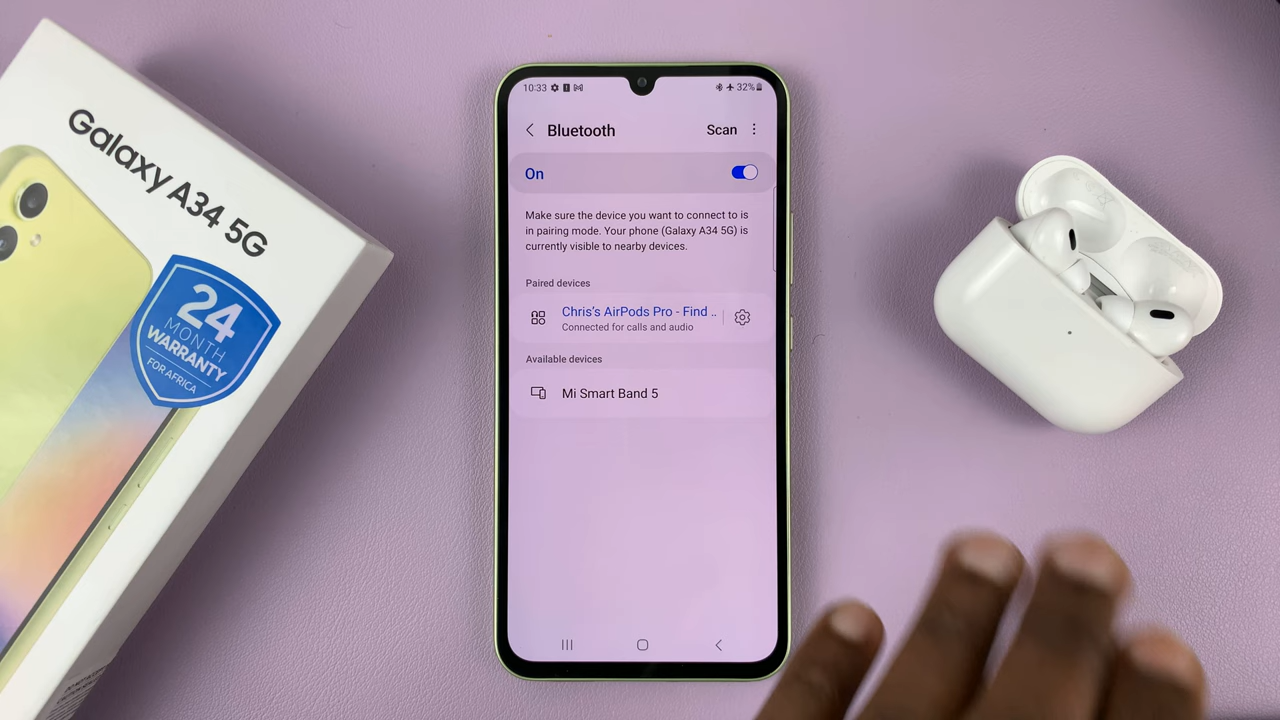 Galaxy A34 5G
24
MONTH
WARRANTY
FOR AFRICA
10:33
32%
Bluetooth
Scan
On
Make sure the device you want to connect to is
in pairing mode. Your phone (Galaxy A34 5G) is
currently visible to nearby devices.
Paired devices
Chris's AirPods Pro - Find ..
Connected for calls and audio
Available devices
Mi Smart Band 5